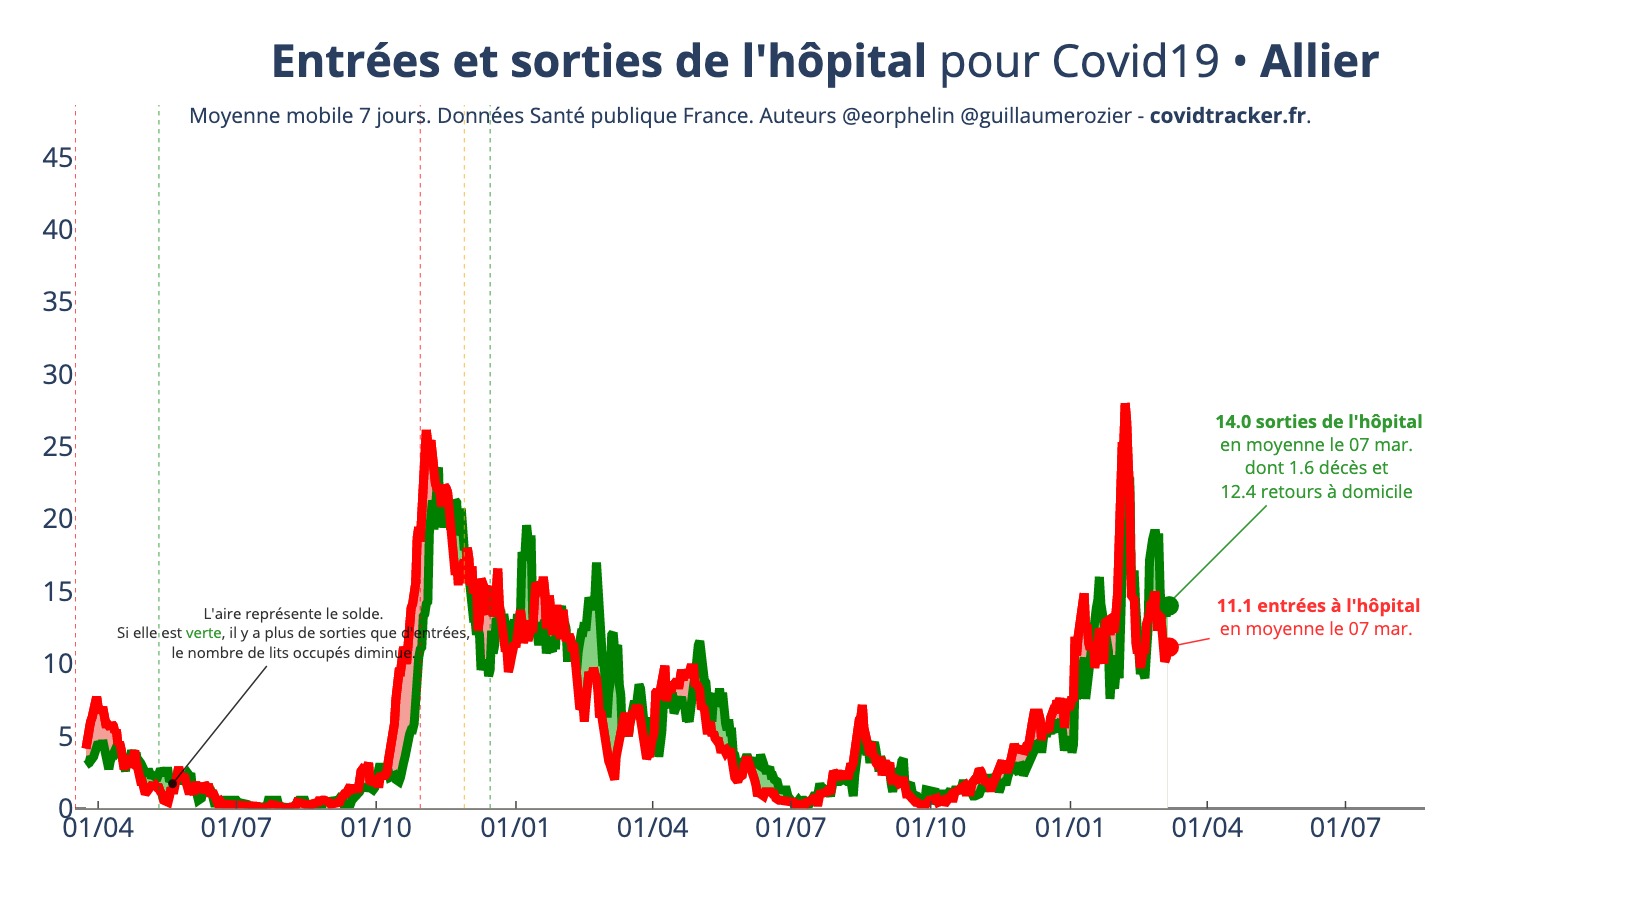 Entrées et sorties de l'hôpital pour Covid19 • Allier
Moyenne mobile 7 jours. Données Santé publique France. Auteurs @eorphelin @guillaumerozier - covidtracker.fr.
45
40
35
30
25
20
15
10
5
0
14.0 sorties de l'hôpital
en moyenne le 07 mar.
dont 1.6 décès et
12.4 retours à domicile
11.1 entrées à l'hôpital
en moyenne le 07 mar.
L'aire représente le solde.
Si elle est verte, il y a plus de sorties que d'entrées,
le nombre de lits occupés diminue.
01/04 01/07 01/10 01/01 01/04 01/07 01/10 01/01 01/04 01/07